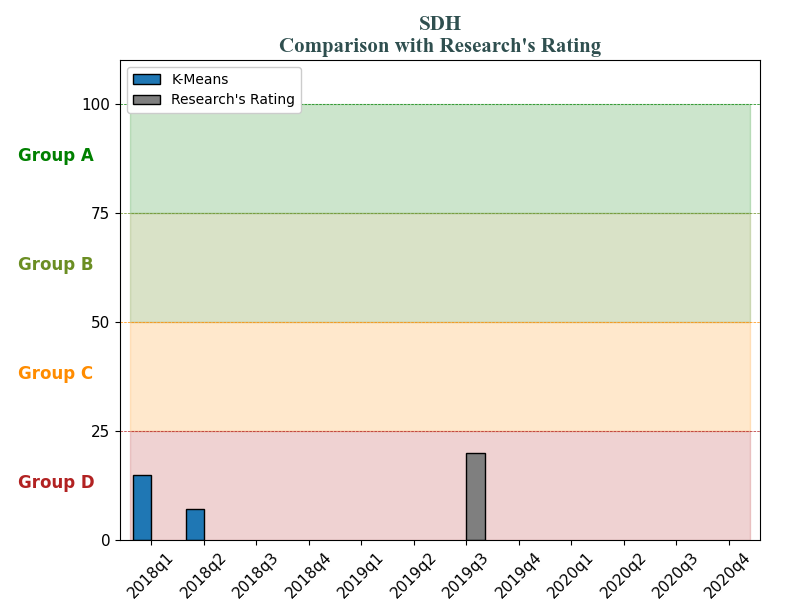 SDH
Comparison with Research's Rating
K-Means
Research's Rating
100
Group A
75
Group B
50
Group C
25
Group D
0
2018q1
2018q2
2018q3
2018q4
2019q1
2019q2
2019q3
2019q4
2020q1
2020q2
2020q3
2020q4